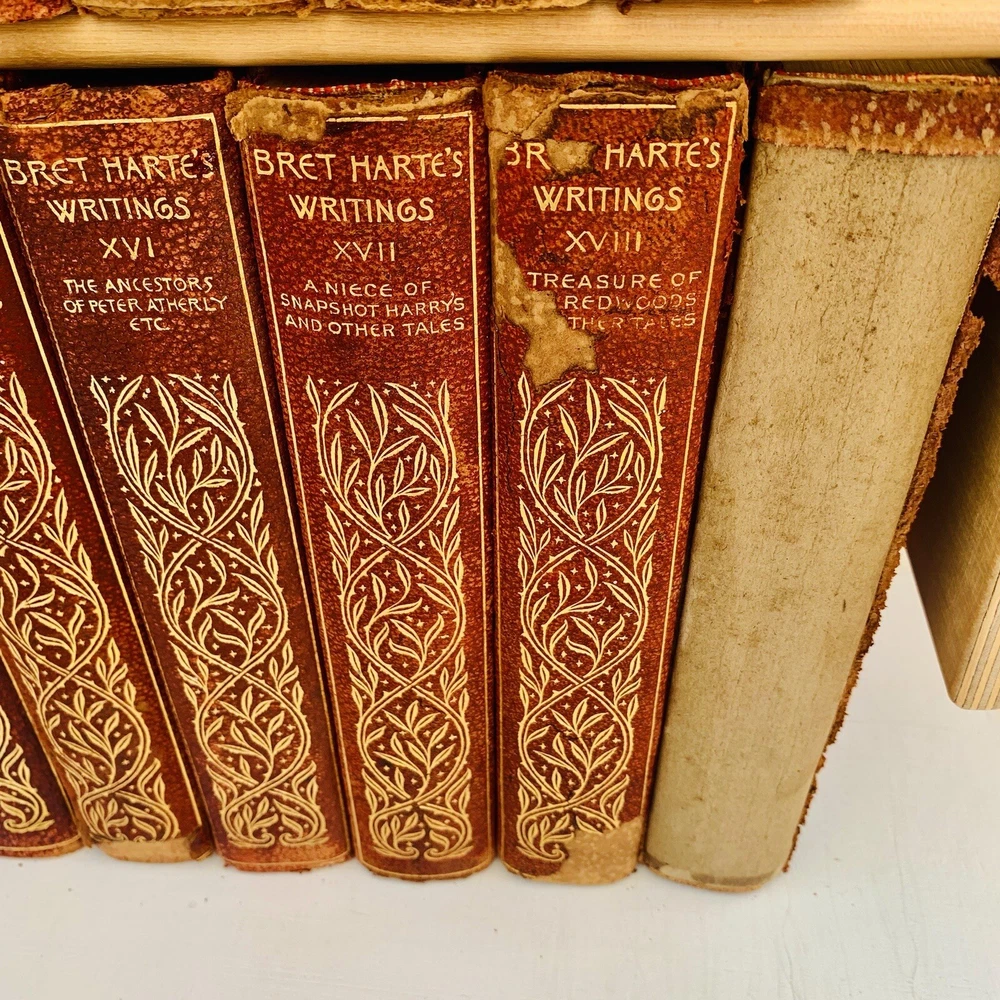 BRET HARTE'S
WRITINGS
XVI
THE ANCESTORS
OF PETER ATHERLY
ETC.
BRET HARTE'S
WRITINGS
XVII
A NIECE OF
SNAPSHOT HARRYS
AND OTHER TALES
HARTE'S
WRITINGS
XVIII
TREASURE OF
REDWOODS
TALES